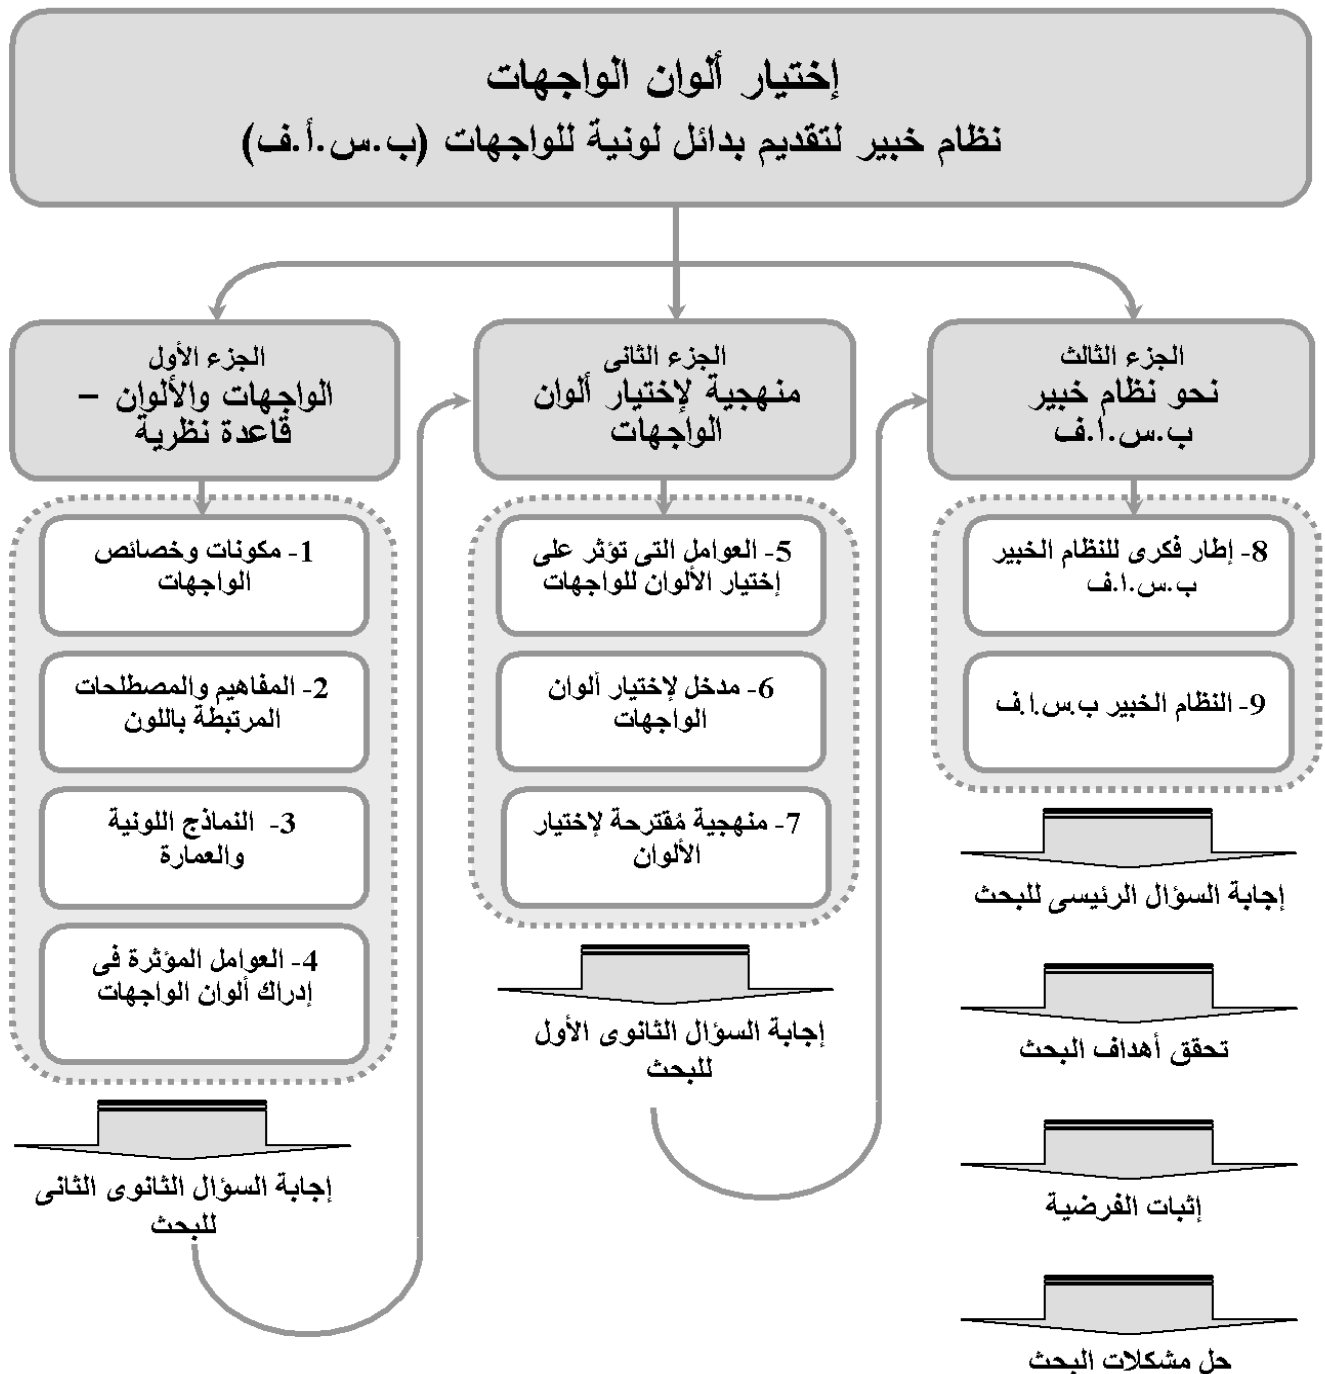 إختيار ألوان الواجهات
نظام خبير لتقديم بدائل لونية للواجهات (ب.س.أ.ف)
الجزء الأول
الواجهات والألوان –
قاعدة نظرية
1- مكونات وخصائص
الواجهات
2- المفاهيم والمصطلحات
المرتبطة باللون
3- النماذج اللونية
والعمارة
4- العوامل المؤثرة فى
إدراك ألوان الواجهات
إجابة السؤال الثانوى الثانى
للبحث
الجزء الثانى
منهجية لإختيار ألوان
الواجهات
5- العوامل التى تؤثر على
إختيار الألوان للواجهات
6- مدخل لإختيار ألوان
الواجهات
7- منهجية مُقترحة لإختيار
الألوان
إجابة السؤال الثانوى الأول
للبحث
الجزء الثالث
نحو نظام خبير
ب.س.ا.ف
8- إطار فكرى للنظام الخبير
ب.س.ا.ف
9- النظام الخبير ب.س.ا.ف
إجابة السؤال الرئيسى للبحث
تحقق أهداف البحث
إثبات الفرضية
حل مشكلات البحث